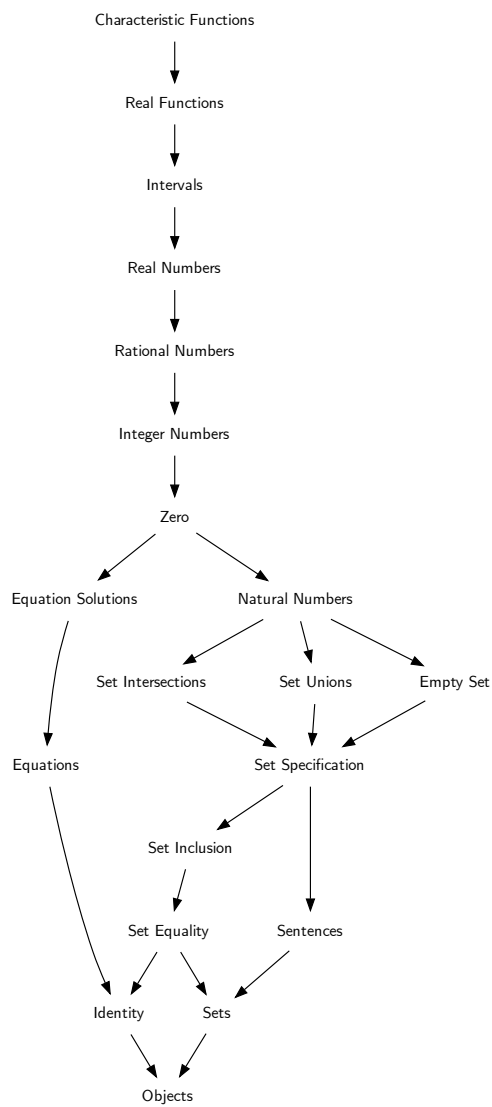 Characteristic Functions
Real Functions
Intervals
Real Numbers
Rational Numbers
Integer Numbers
Zero
Equation Solutions
Natural Numbers
Set Intersections
Set Unions
Empty Set
Equations
Set Specification
Set Inclusion
Set Equality
Sentences
Identity
Sets
Objects